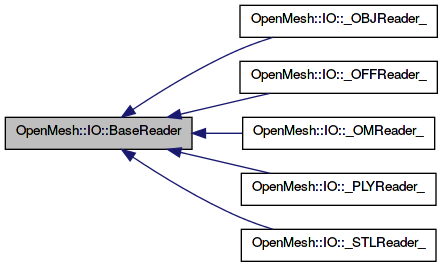 OpenMesh::IO::_OBJReader_
OpenMesh::IO::_OFFReader_
OpenMesh::IO::BaseReader
OpenMesh::IO::_OMReader_
OpenMesh::IO::_PLYReader_
OpenMesh::IO::_STLReader_